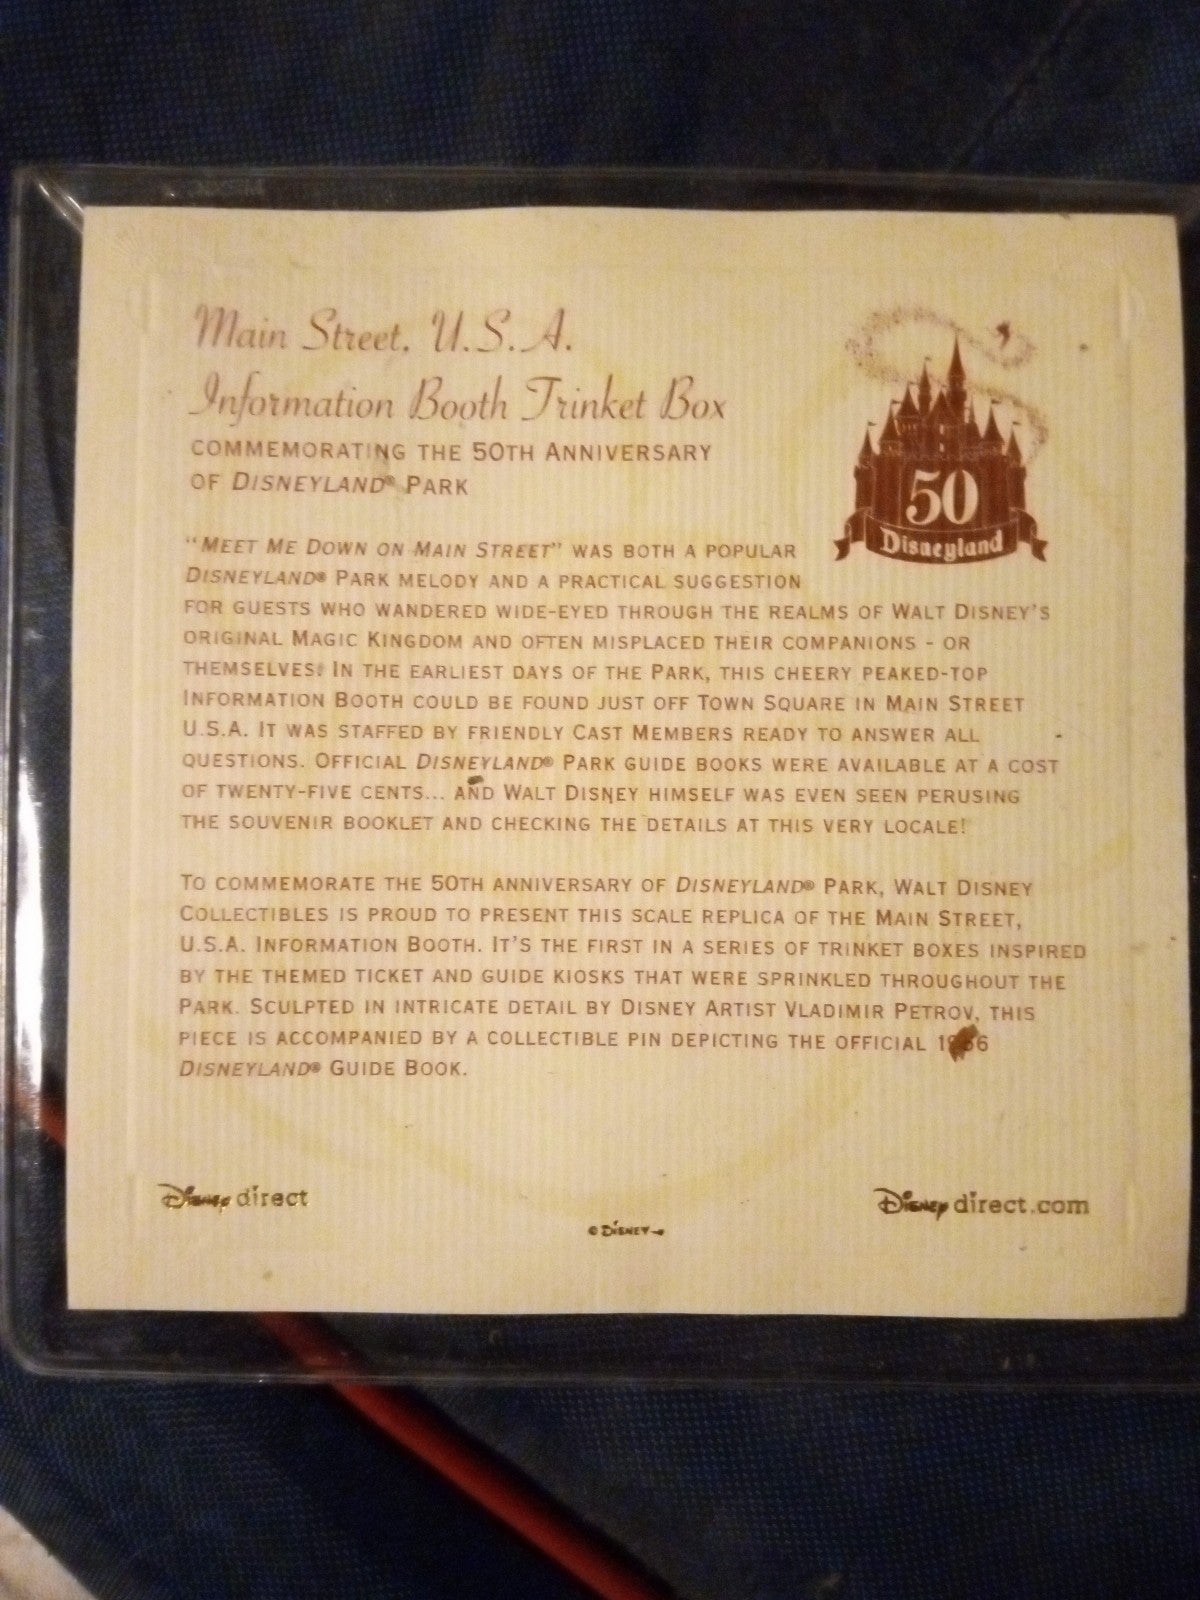 Main Street, U.S.A.
Information Booth Trinket Box
COMMEMORATING THE 50TH ANNIVERSARY
OF DISNEYLAND® PARK
50
Disneyland
"MEET ME DOWN ON MAIN STREET" WAS BOTH A POPULAR
DISNEYLAND® PARK MELODY AND A PRACTICAL SUGGESTION
FOR GUESTS WHO WANDERED WIDE-EYED THROUGH THE REALMS OF WALT DISNEY'S
ORIGINAL MAGIC KINGDOM AND OFTEN MISPLACED THEIR COMPANIONS - OR
THEMSELVES! IN THE EARLIEST DAYS OF THE PARK, THIS CHEERY PEAKED-TOP
INFORMATION BOOTH COULD BE FOUND JUST OFF TOWN SQUARE IN MAIN STREET
U.S.A. IT WAS STAFFED BY FRIENDLY CAST MEMBERS READY TO ANSWER ALL
QUESTIONS. OFFICIAL DISNEYLAND® PARK GUIDE BOOKS WERE AVAILABLE AT A COST
OF TWENTY-FIVE CENTS... AND WALT DISNEY HIMSELF WAS EVEN SEEN PERUSING
THE SOUVENIR BOOKLET AND CHECKING THE DETAILS AT THIS VERY LOCALE!
TO COMMEMORATE THE 50TH ANNIVERSARY OF DISNEYLAND® PARK, WALT DISNEY
COLLECTIBLES IS PROUD TO PRESENT THIS SCALE REPLICA OF THE MAIN STREET,
U.S.A. INFORMATION BOOTH. IT'S THE FIRST IN A SERIES OF TRINKET BOXES INSPIRED
BY THE THEMED TICKET AND GUIDE KIOSKS THAT WERE SPRINKLED THROUGHOUT THE
PARK. SCULPTED IN INTRICATE DETAIL BY DISNEY ARTIST VLADIMIR PETROV, THIS
PIECE IS ACCOMPANIED BY A COLLECTIBLE PIN DEPICTING THE OFFICIAL
DISNEYLAND® GUIDE BOOK.
Disney direct
Disney direct.com
© DISNEY